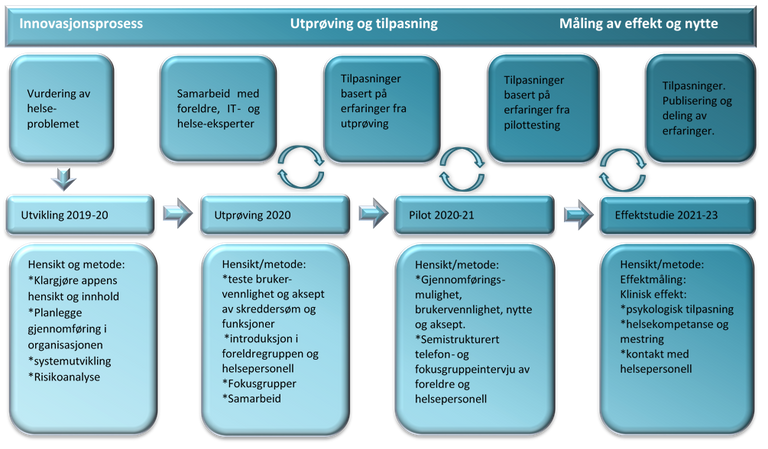 Innovasjonsprosess
Utprøving og tilpasning
Måling av effekt og nytte
Vurdering av
helse-
problemet
Samarbeid med
foreldre, IT- og
helse-eksperter
Tilpasninger
basert på
erfaringer fra
utprøving
Tilpasninger
basert på
erfaringer fra
pilottesting
Tilpasninger.
Publisering og
deling av
erfaringer.
Utvikling 2019-20
Utprøving 2020
Pilot 2020-21
Effektstudie 2021-23
Hensikt og metode:
*Klargjøre appens
hensikt og innhold
*Planlegge
gjennomføring i
organisasjonen
*systemutvikling
*Risikoanalyse
Hensikt/metode:
*teste bruker-
vennlighet og aksept
av skreddersøm og
funksjoner
*introduksjon i
foreldregruppen og
helsepersonell
*Fokusgrupper
*Samarbeid
Hensikt/metode:
*Gjennomførings-
mulighet,
brukervennlighet, nytte
og aksept.
*Semistrukturert
telefon- og
fokusgruppeintervju av
foreldre og
helsepersonell
Hensikt/metode:
Effektmåling:
Klinisk effekt:
*psykologisk tilpasning
*helsekompetanse og
mestring
*kontakt med
helsepersonell